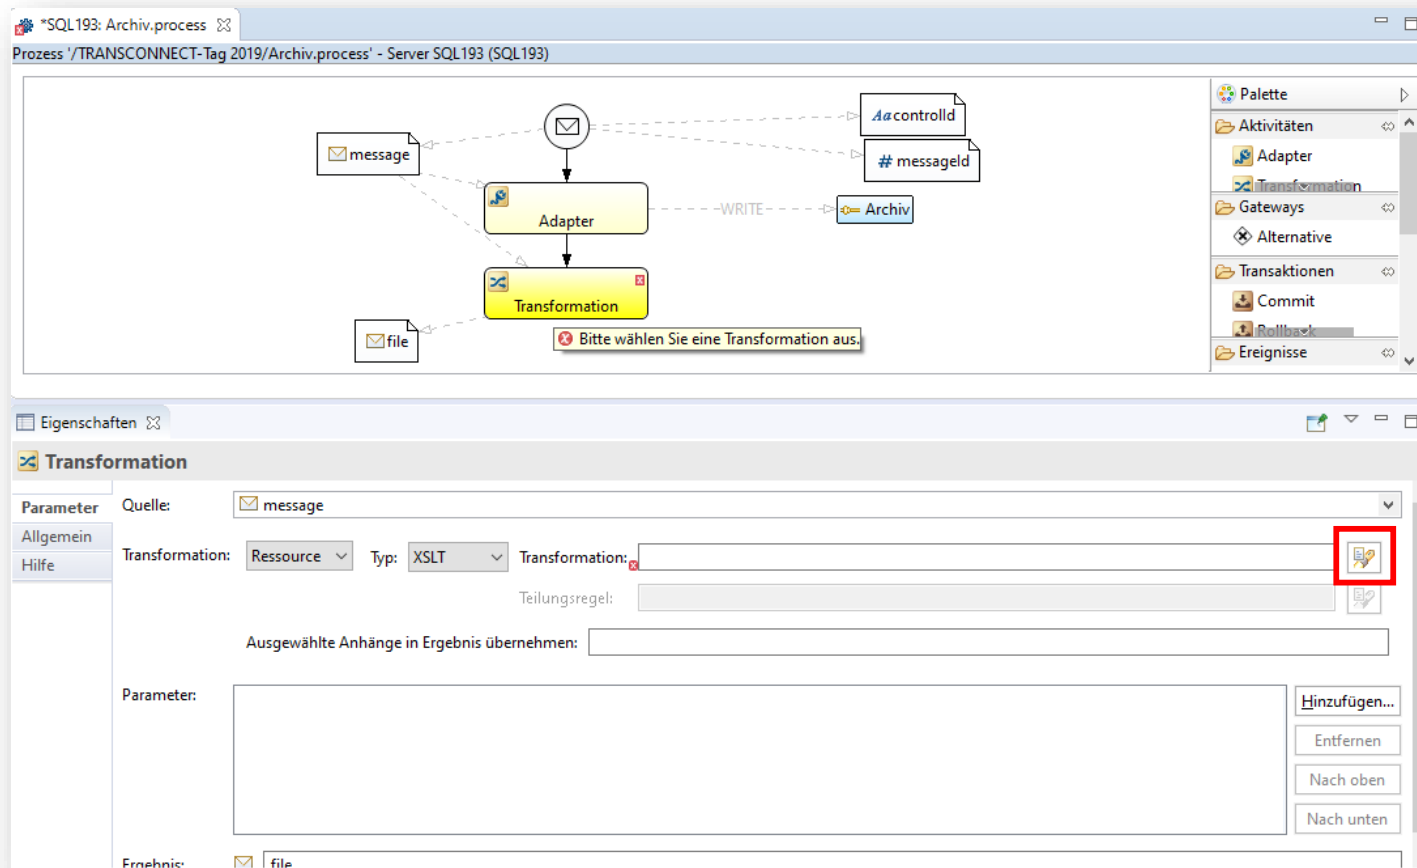 *SQL193: Archiv.process
Prozess '/TRANSCONNECT-Tag 2019/Archiv.process' - Server SQL193 (SQL193)
Palette
Aktivitäten
Adapter
Transformation
Gateways
Alternative
Transaktionen
Commit
Rollback
Ereignisse
message
Aa controlId
# messageId
Adapter
WRITE
Archiv
Transformation
file
Bitte wählen Sie eine Transformation aus.
Eigenschaften
Transformation
Parameter
Allgemein
Hilfe
Quelle: message
Transformation: Ressource Typ: XSLT Transformation:
Teilungsregel:
Ausgewählte Anhänge in Ergebnis übernehmen:
Parameter:
Hinzufügen...
Entfernen
Nach oben
Nach unten
Ergebnis: file